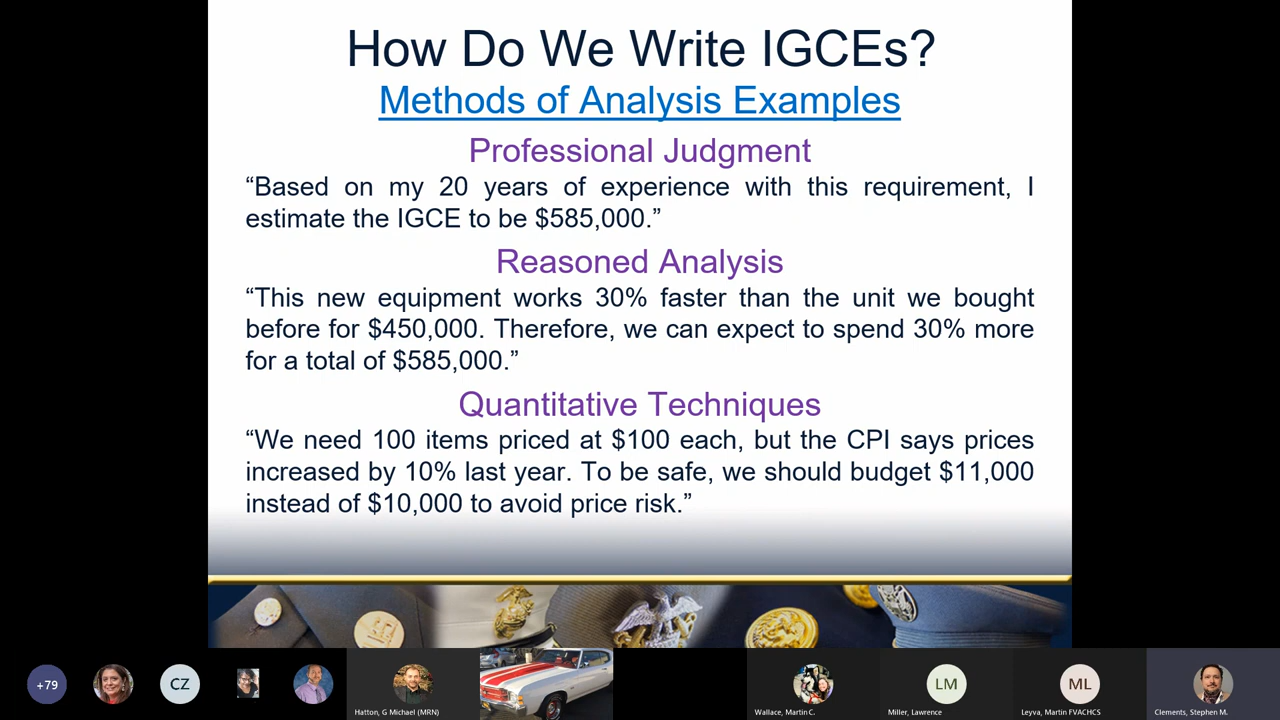 How Do We Write IGCEs?
Methods of Analysis Examples
Professional Judgment
“Based on my 20 years of experience with this requirement, I
estimate the IGCE to be $585,000.”
Reasoned Analysis
“This new equipment works 30% faster than the unit we bought
before for $450,000. Therefore, we can expect to spend 30% more
for a total of $585,000.”
Quantitative Techniques
“We need 100 items priced at $100 each, but the CPI says prices
increased by 10% last year. To be safe, we should budget $11,000
instead of $10,000 to avoid price risk.”
+79
CZ
LM
ML
Hatton, G Michael (MRN)
Wallace, Martin C.
Miller, Lawrence
Leyva, Martin FVACHCS
Clements, Stephen M.